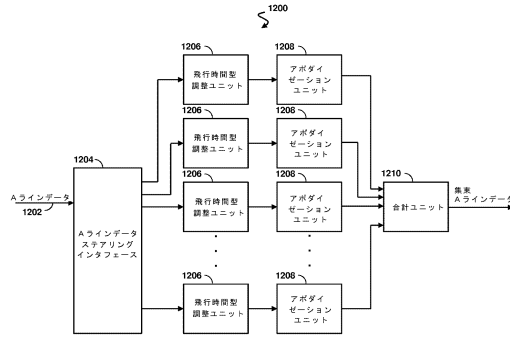 1200
1206
飛行時間型
調整ユニット
1208
アポダイ
ゼーション
ユニット
1206
飛行時間型
調整ユニット
1208
アポダイ
ゼーション
ユニット
1204
Aラインデータ
1202
Aラインデータ
ステアリング
インタフェース
1206
飛行時間型
調整ユニット
1208
アポダイ
ゼーション
ユニット
1210
合計ユニット
集束
Aラインデータ
1206
飛行時間型
調整ユニット
1208
アポダイ
ゼーション
ユニット